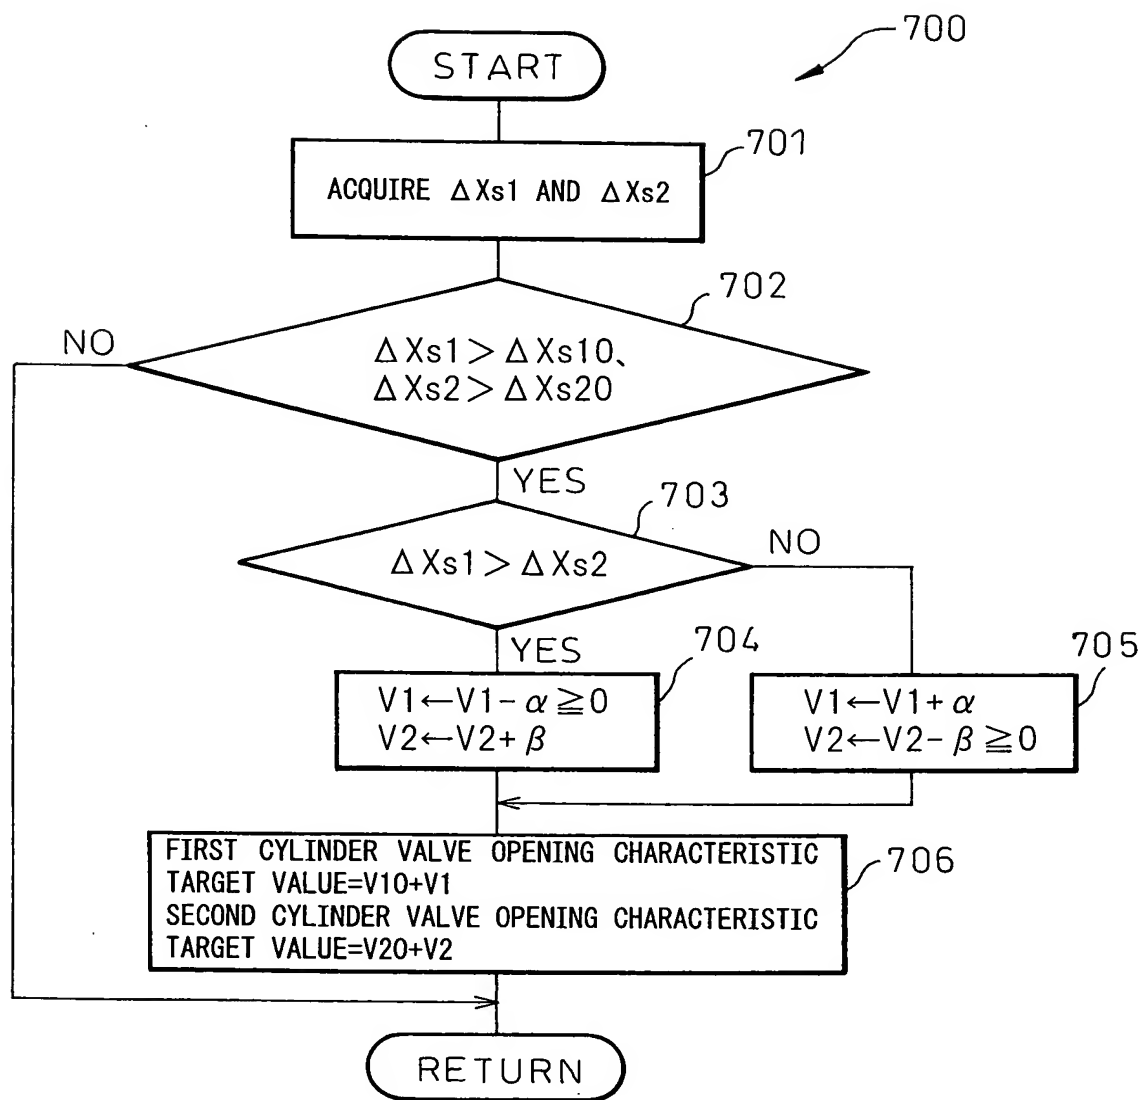 700
START
701
ACQUIRE ΔXs1 AND ΔXs2
702
NO
ΔXs1>ΔXs10、
ΔXs2>ΔXs20
YES
703
ΔXs1>ΔXs2
NO
YES
704
V1←V1-α≧0
V2←V2+β
705
V1←V1+α
V2←V2-β≧0
706
FIRST CYLINDER VALVE OPENING CHARACTERISTIC
TARGET VALUE=V10+V1
SECOND CYLINDER VALVE OPENING CHARACTERISTIC
TARGET VALUE=V20+V2
RETURN